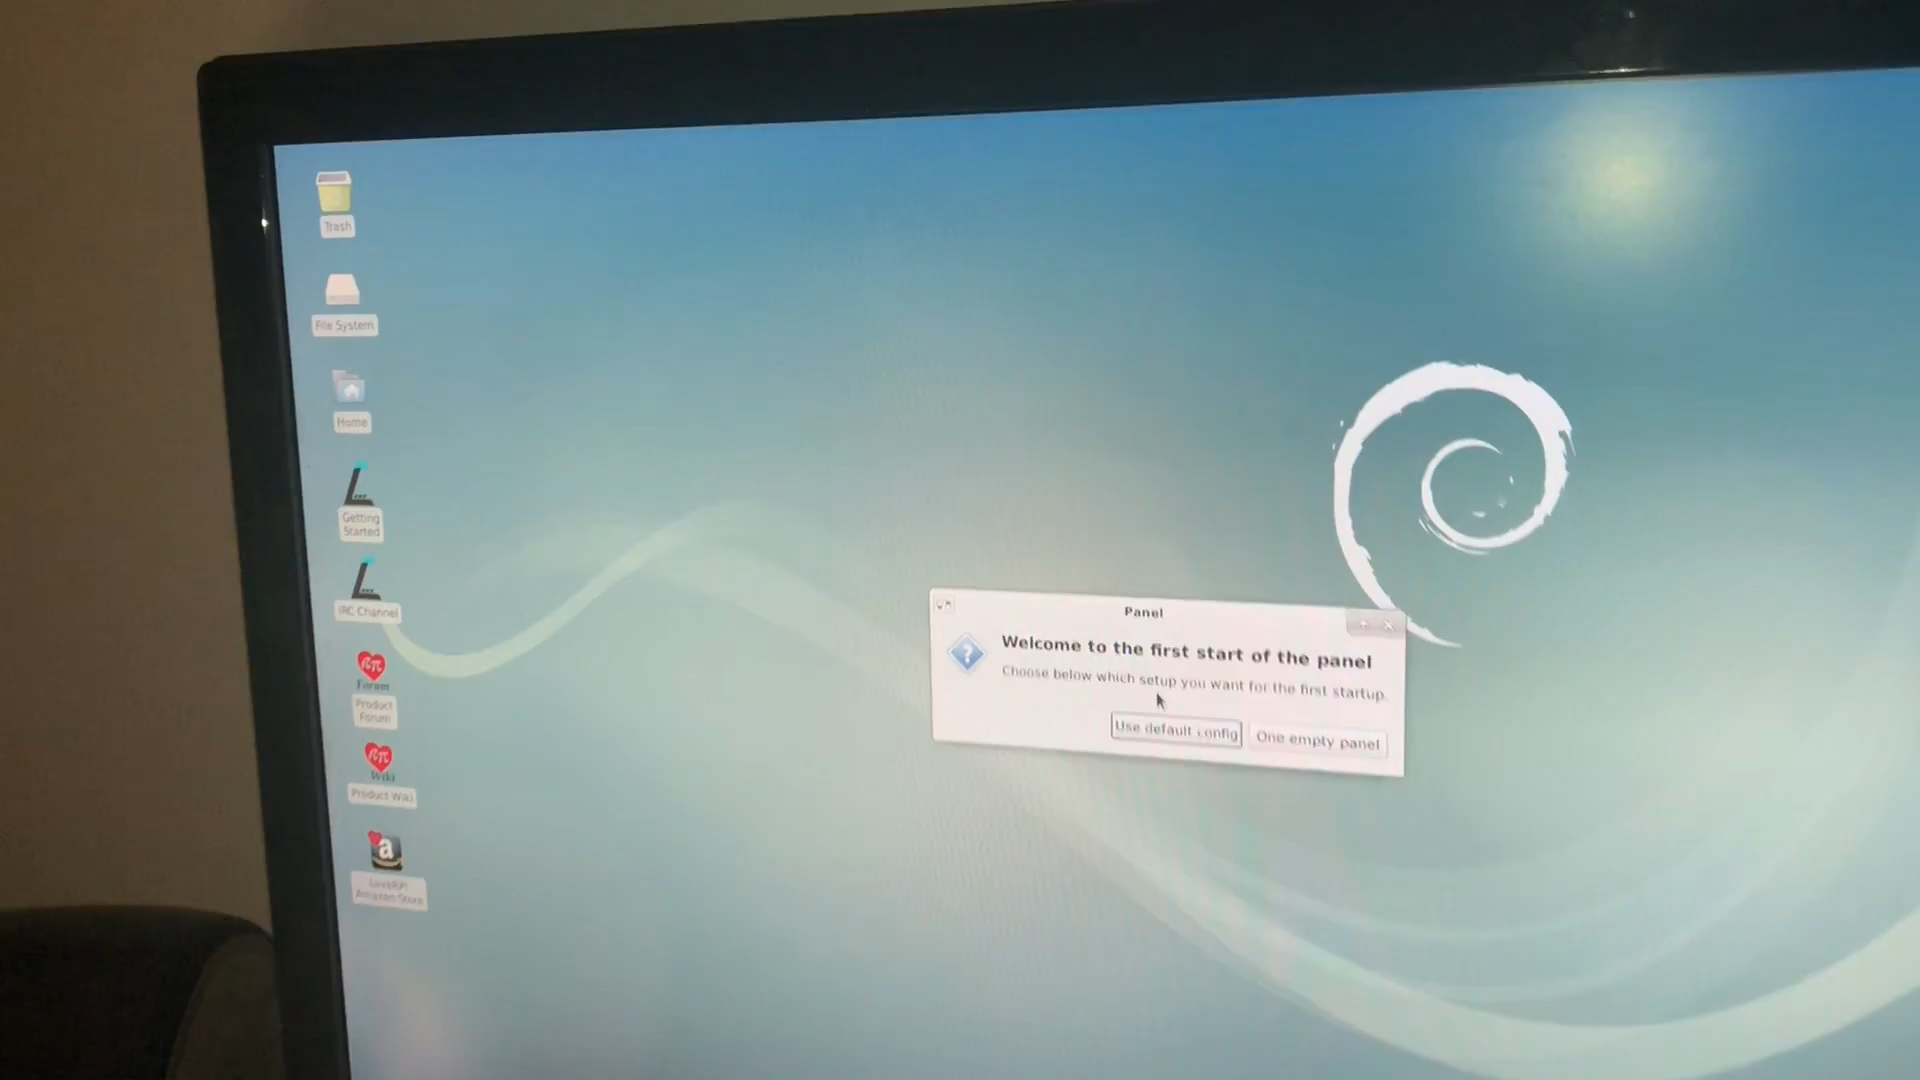 Trash
File System
Home
Getting
Started
IRC Channel
Forum
Product
Forum
Wiki
Product Wiki
a
LoveRPi
Amazon Store
Panel
Welcome to the first start of the panel
Choose below which setup you want for the first startup.
Use default config
One empty panel